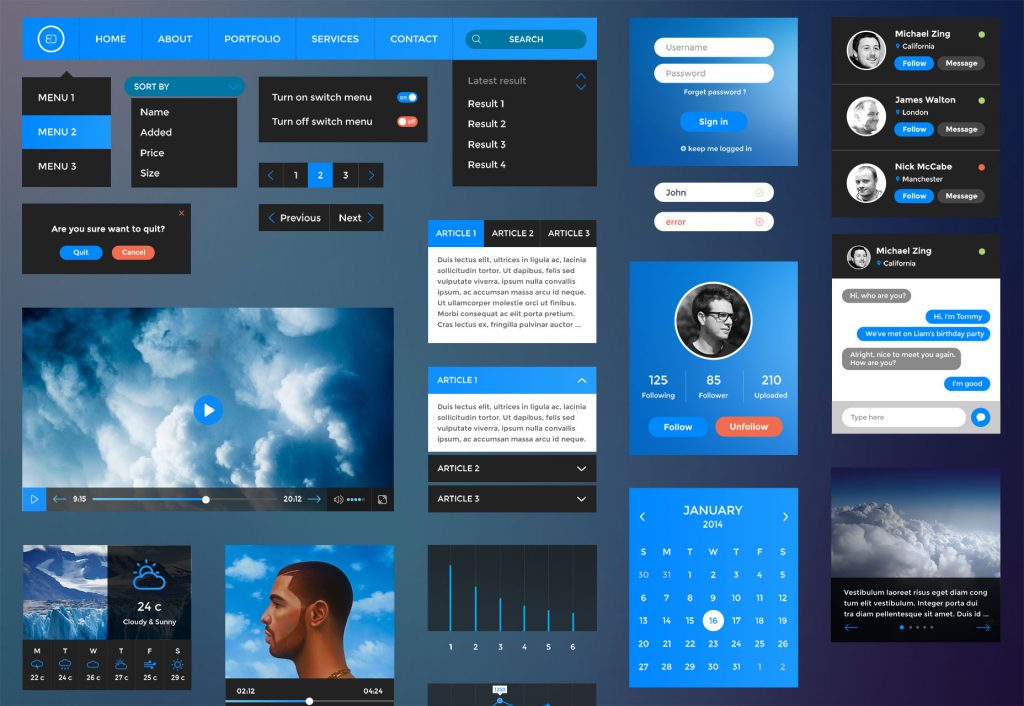 HOME
ABOUT
PORTFOLIO
SERVICES
CONTACT
SEARCH
MENU 1
MENU 2
MENU 3
SORT BY
Name
Added
Price
Size
Turn on switch menu
on
Turn off switch menu
off
1 2 3
Previous
Next
Latest result
Result 1
Result 2
Result 3
Result 4
Are you sure want to quit?
Quit
Cancel
ARTICLE 1
ARTICLE 2
ARTICLE 3
Duis lectus elit, ultrices in ligula ac, lacinia
sollicitudin tortor. Ut dapibus, felis sed
vulputate viverra, ipsum nulla convallis
ipsum, ac accumsan massa arcu id neque.
Ut ullamcorper molestie orci ut finibus.
Morbi consequat ac elit porta pretium.
Cras lectus ex, fringilla pulvinar auctor ...
9:15
20:12
ARTICLE 1
Duis lectus elit, ultrices in ligula ac, lacinia
sollicitudin tortor. Ut dapibus, felis sed
vulputate viverra, ipsum nulla convallis
ipsum, ac accumsan massa arcu id neque.
ARTICLE 2
ARTICLE 3
24 c
Cloudy & Sunny
M T W T F S
22 c 24 c 26 c 27 c 25 c 29 c
02:12
04:24
1 2 3 4 5 6
1250
Username
Password
Forget password ?
Sign in
keep me logged in
John
error
125
Following
85
Follower
210
Uploaded
Follow
Unfollow
JANUARY
2014
S M T W T F S
30 31 1 2 3 4 5
6 7 8 9 10 11 12
13 14 15 16 17 18 19
20 21 22 23 24 25 26
27 28 29 30 31 1 2
Michael Zing
California
Follow
Message
James Walton
London
Follow
Message
Nick McCabe
Manchester
Follow
Message
Michael Zing
California
Hi, who are you?
Hi, I'm Tommy
We've met on Liam's birthday party
Alright, nice to meet you again.
How are you?
I'm good
Type here
Vestibulum laoreet risus eget diam cong
tum elit vestibulum. Integer porta dui
tra diam pellentesque sit amet. Duis id ...